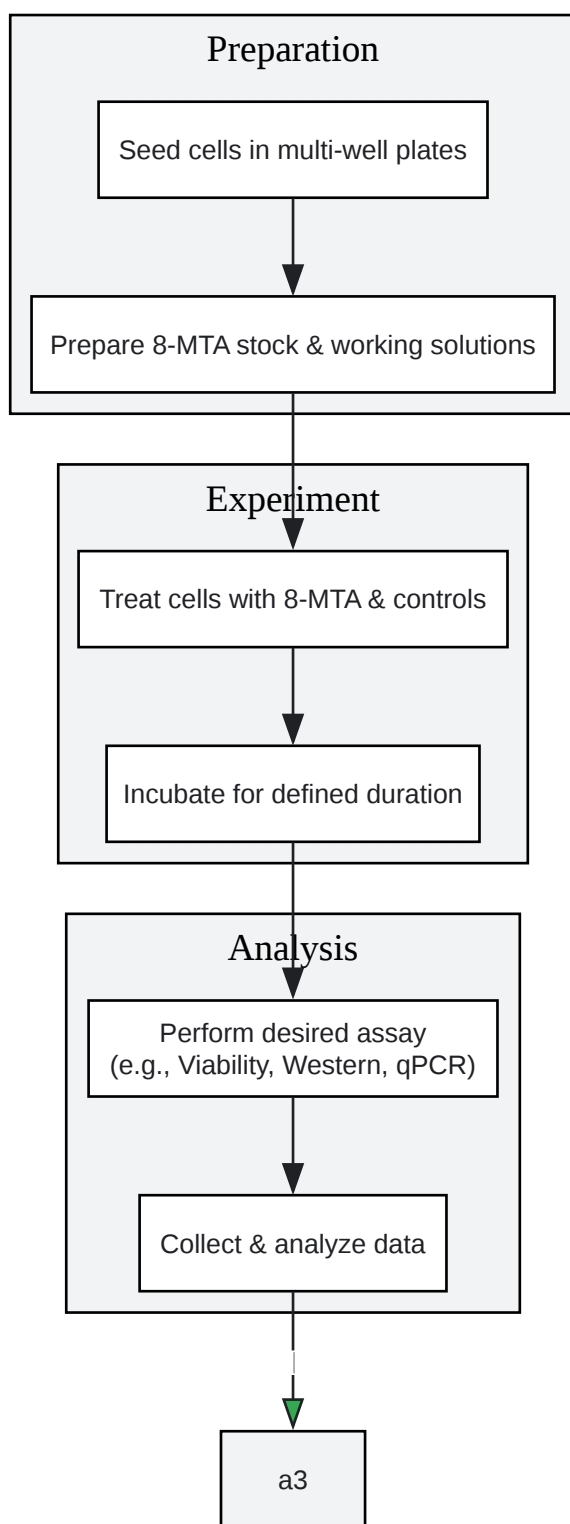 Preparation
Seed cells in multi-well plates
Prepare 8-MTA stock & working solutions
Experiment
Treat cells with 8-MTA & controls
Incubate for defined duration
Analysis
Perform desired assay
(e.g., Viability, Western, qPCR)
Collect & analyze data
a3